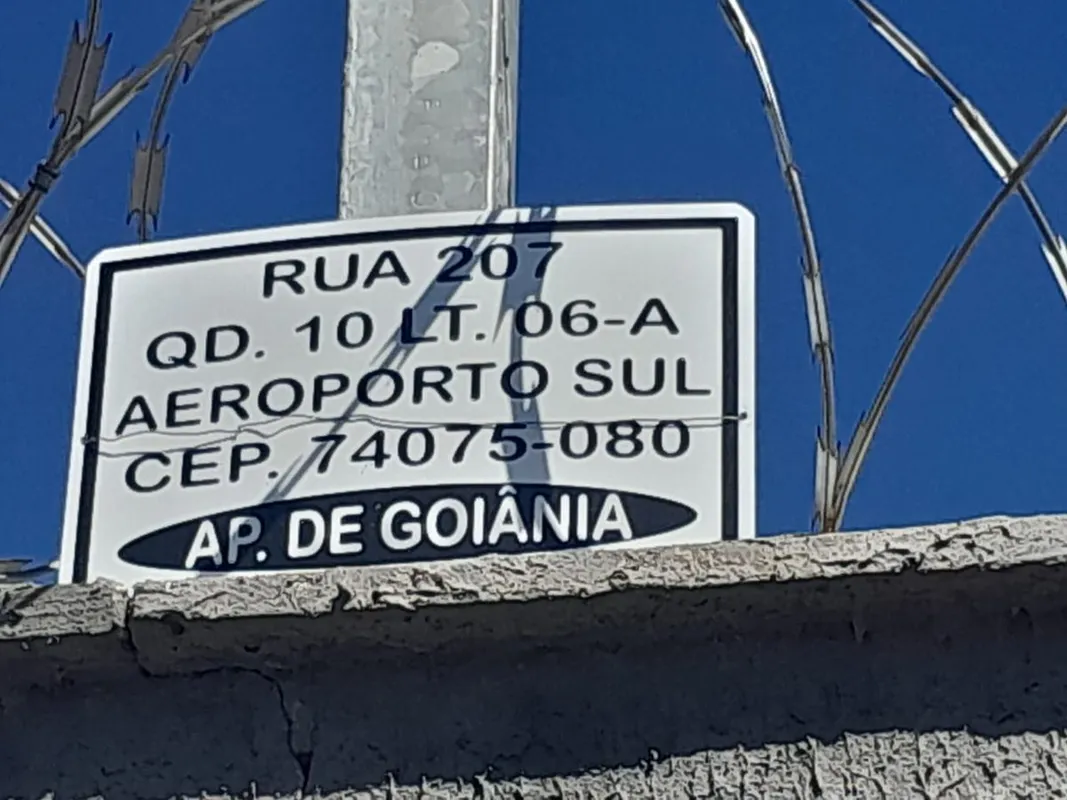 RUA 207
QD. 10 LT. 06-A
AEROPORTO SUL
CEP. 74075-080
AP. DE GOIÂNIA